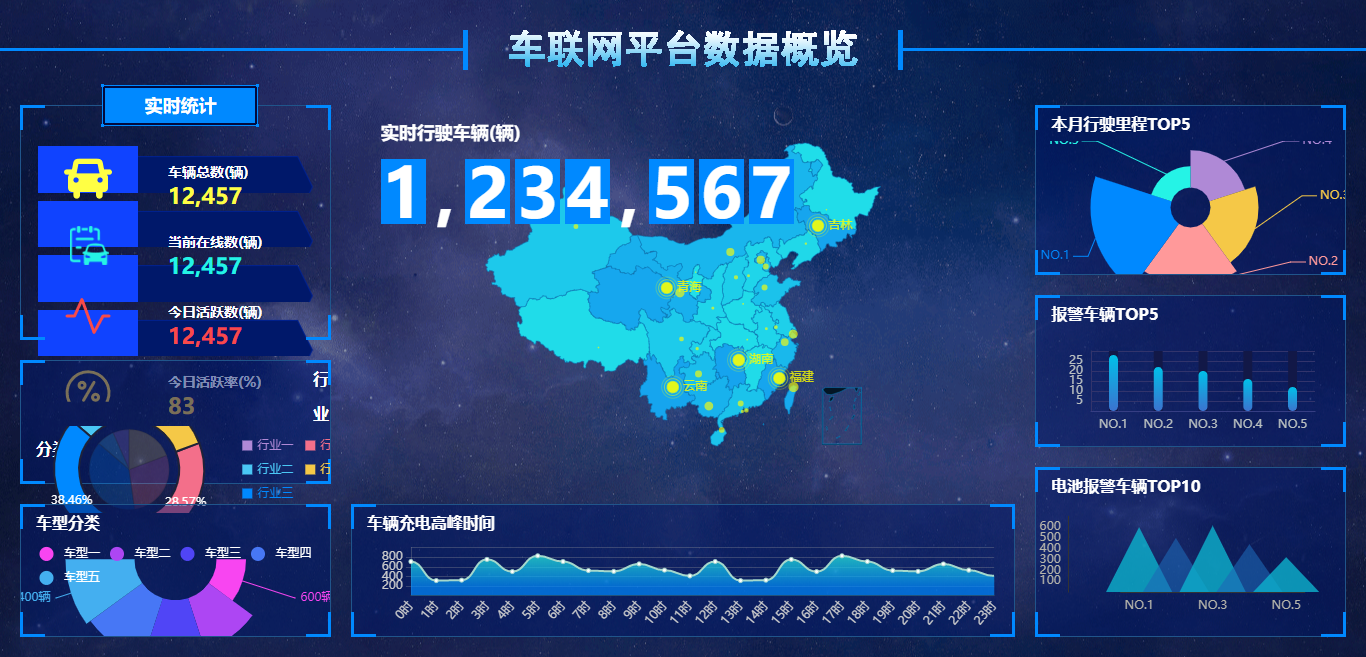 车联网平台数据概览
实时统计
车辆总数(辆)
12,457
当前在线数(辆)
12,457
今日活跃数(辆)
12,457
%
今日活跃率(%)
83
行
业
分
行业一
行
行业二
行
行业三
38.46%
28.57%
车型分类
车型一
车型二
车型三
车型四
车型五
400辆
600辆
实时行驶车辆(辆)
1,234,567
吉林
青海
湖南
福建
云南
车辆充电高峰时间
800
600
400
200
0时 1时 2时 3时 4时 5时 6时 7时 8时 9时 10时 11时 12时 13时 14时 15时 16时 17时 18时 19时 20时 21时 22时 23时
本月行驶里程TOP5
NO.5
NO.4
NO.3
NO.1
NO.2
报警车辆TOP5
25
20
15
10
5
NO.1 NO.2 NO.3 NO.4 NO.5
电池报警车辆TOP10
600
500
400
300
200
100
NO.1 NO.3 NO.5